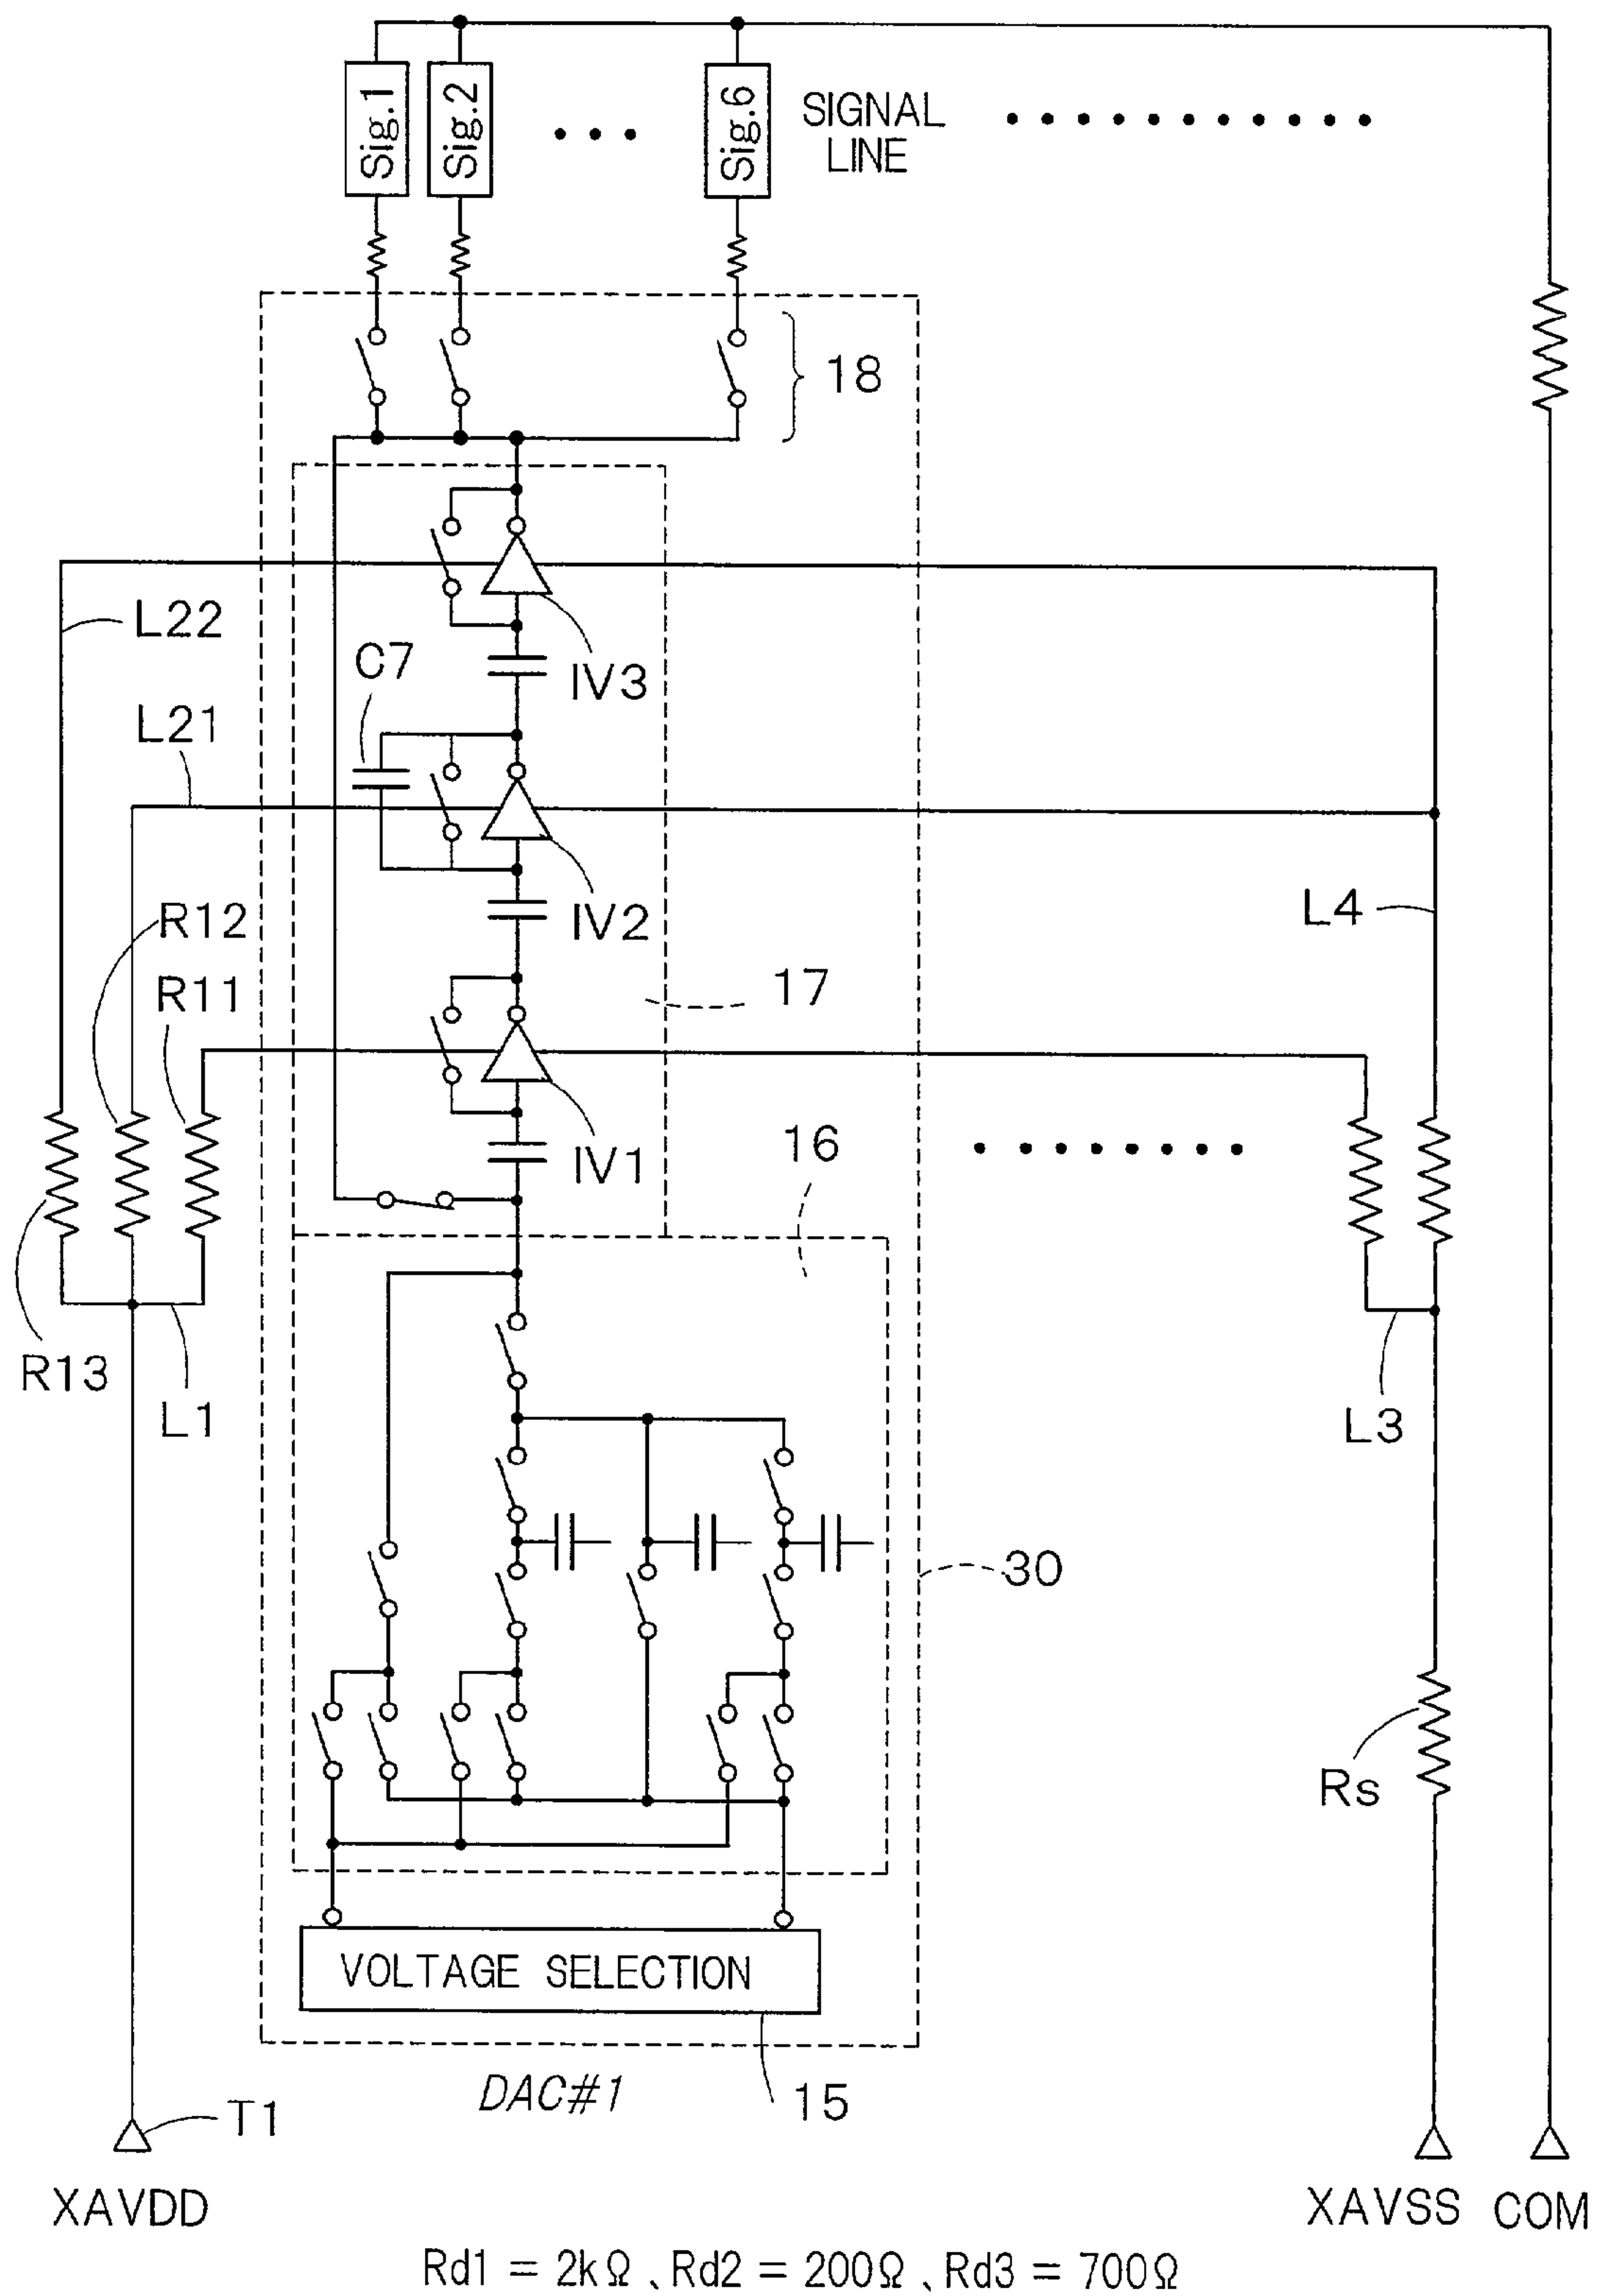 Sig.1
Sig.2
Sig.6
SIGNAL
LINE
18
L22
C7
IV3
L21
R12
IV2
L4
R11
17
16
IV1
R13
L1
L3
30
Rs
VOLTAGE SELECTION
DAC#1
15
T1
XAVDD
XAVSS
COM
Rd1 = 2kΩ、Rd2 = 200Ω、Rd3 = 700Ω